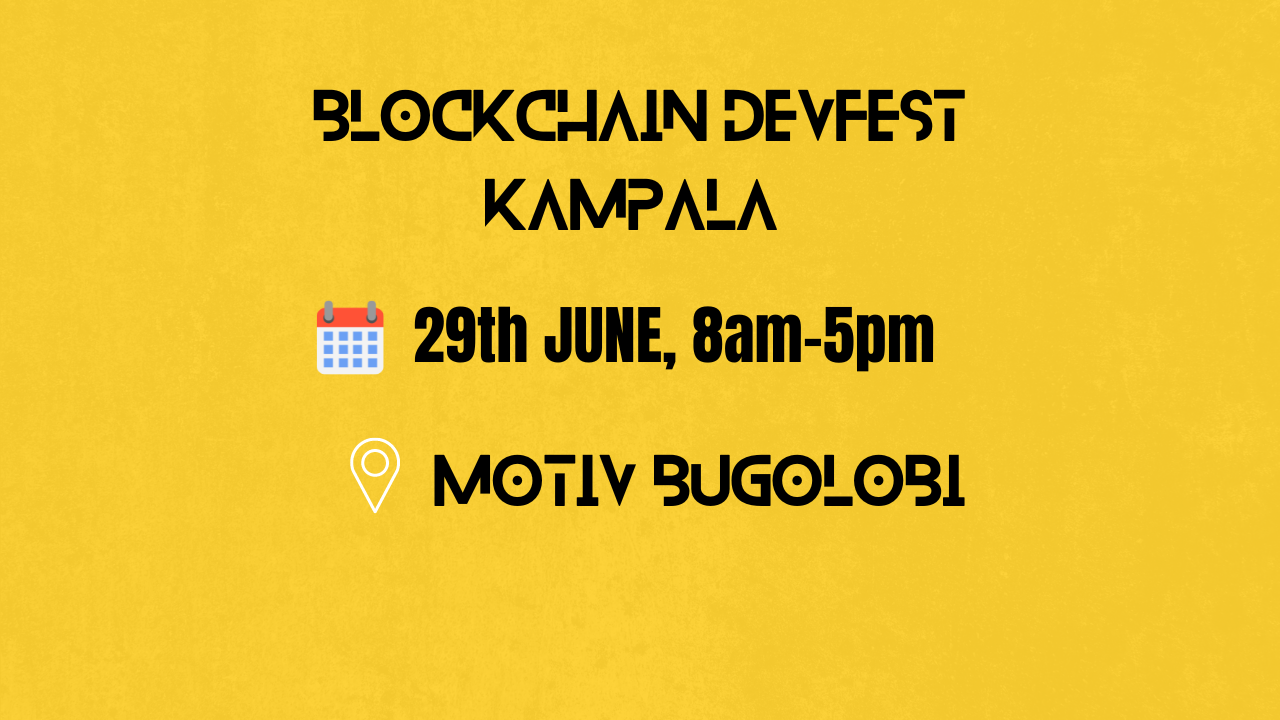 BLOCKCHAIN DEVFEST
KAMPALA
29th JUNE, 8am-5pm
MOTIV BUGOLOBI